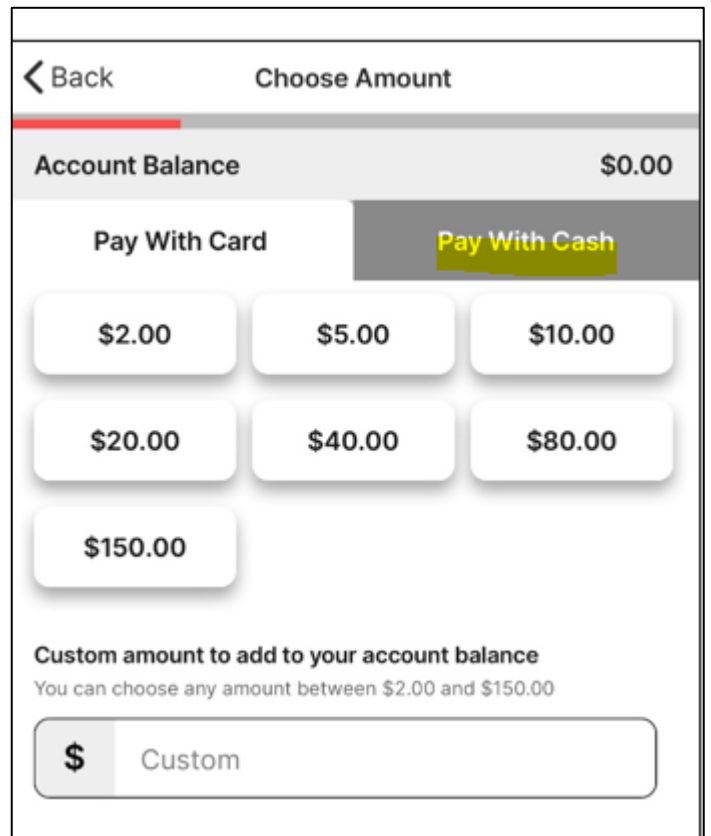 Back Choose Amount
Account Balance $0.00
Pay With Card Pay With Cash
$2.00 $5.00 $10.00
$20.00 $40.00 $80.00
$150.00
Custom amount to add to your account balance
You can choose any amount between $2.00 and $150.00
$ Custom